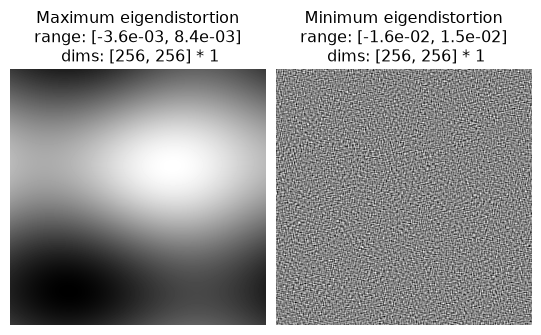 Maximum eigendistortion
range: [-3.6e-03, 8.4e-03]
dims: [256, 256] * 1
Minimum eigendistortion
range: [-1.6e-02, 1.5e-02]
dims: [256, 256] * 1